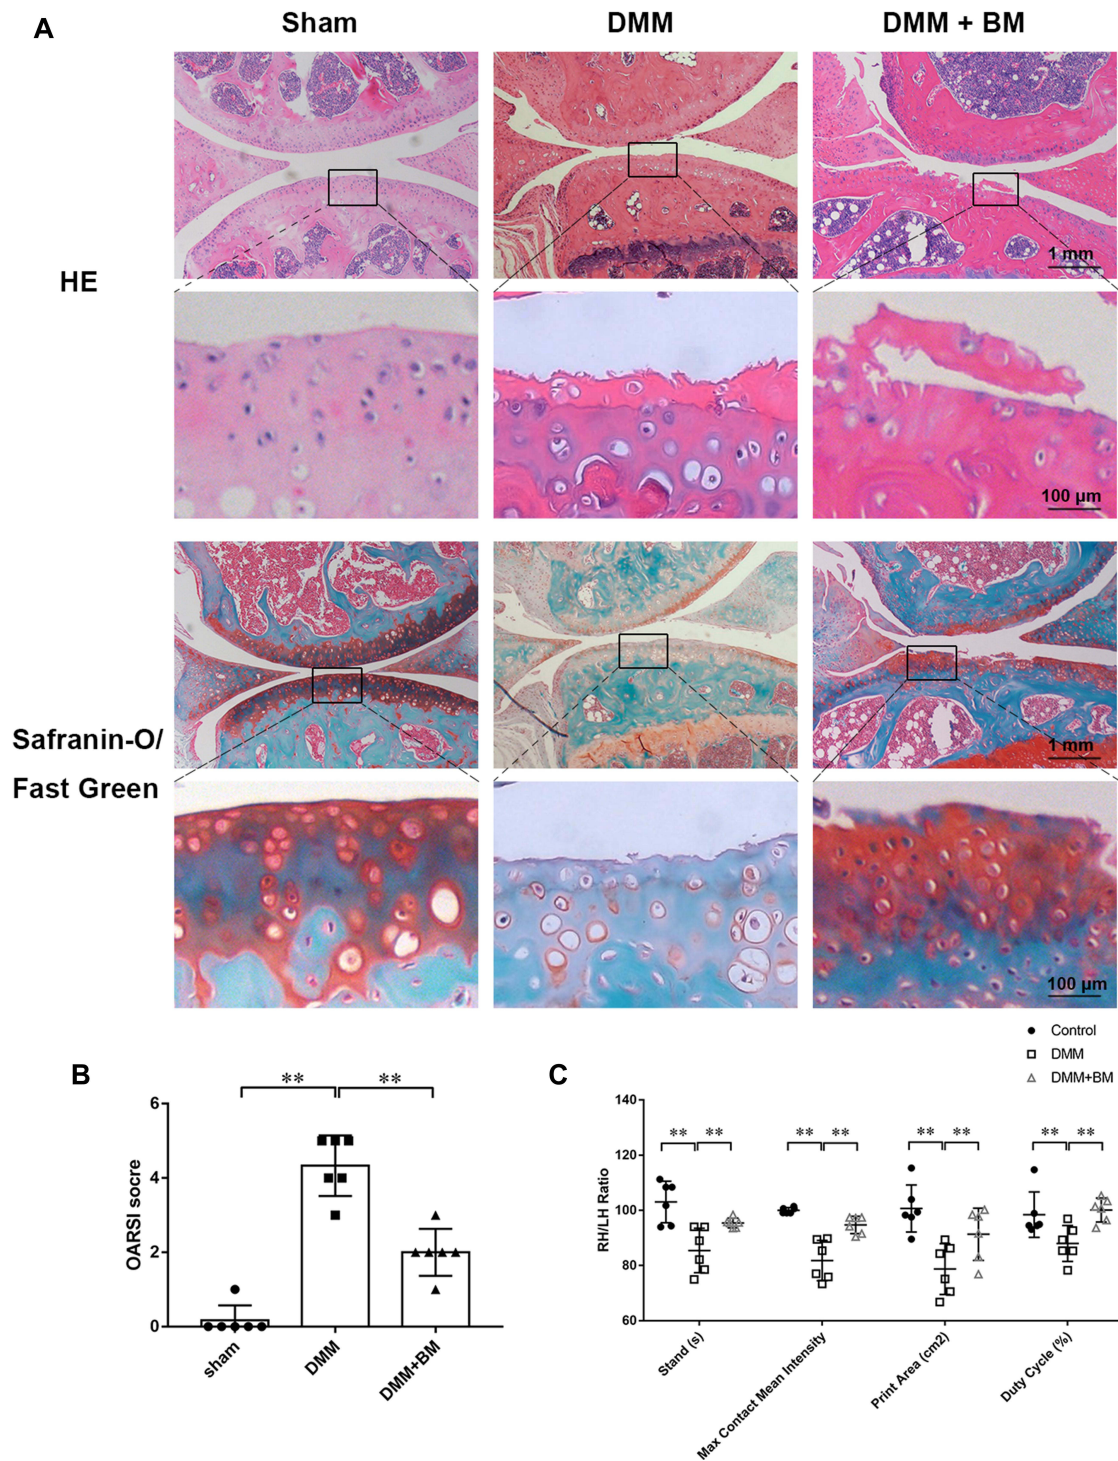 A
Sham
DMM
DMM + BM
HE
1 mm
100 µm
Safranin-O/
Fast Green
1 mm
100 µm
B
**
**
OARSI socre
6
4
2
0
sham
DMM
DMM+BM
C
Control
DMM
DMM+BM
RH/LH Ratio
140
120
100
80
60
** ** ** ** ** ** ** **
Stand (s)
Max Contact Mean Intensity
Print Area (cm2)
Duty Cycle (%)